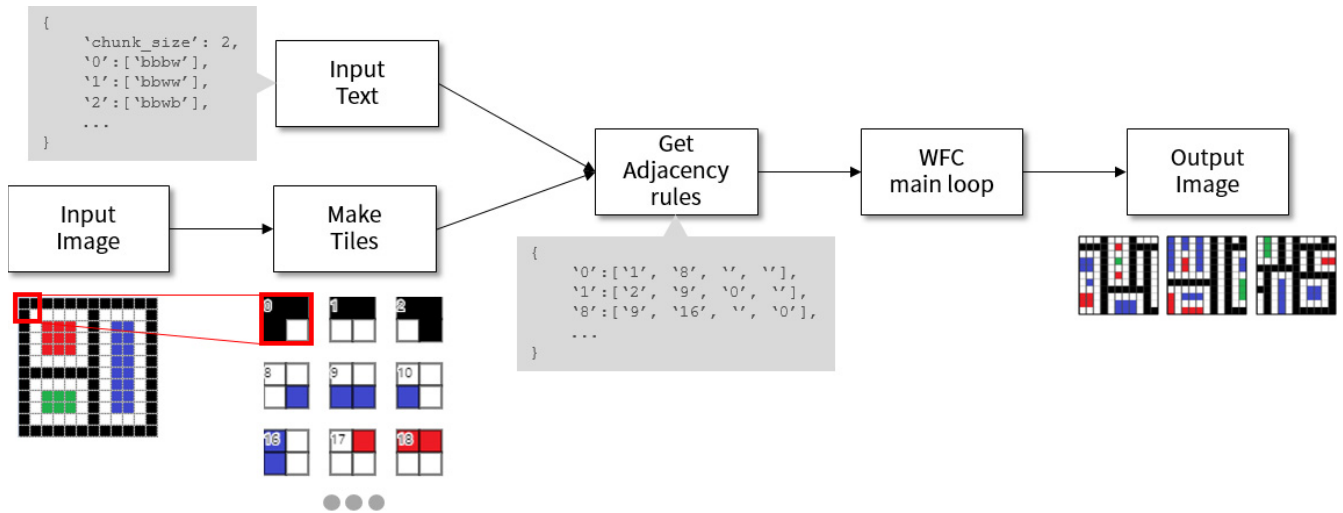 {
‘chunk_size’: 2,
‘0’:[‘bbbw’],
‘1’:[‘bbww’],
‘2’:[‘bbwb’],
...
}
Input
Text
Input
Image
Make
Tiles
Get
Adjacency
rules
WFC
main loop
Output
Image
0 1 2
8 9 10
16 17 18
{
‘0’:[‘1’, ‘8’, ‘’, ‘’],
‘1’:[‘2’, ‘9’, ‘0’, ‘’],
‘8’:[‘9’, ‘16’, ‘’, ‘0’],
...
}